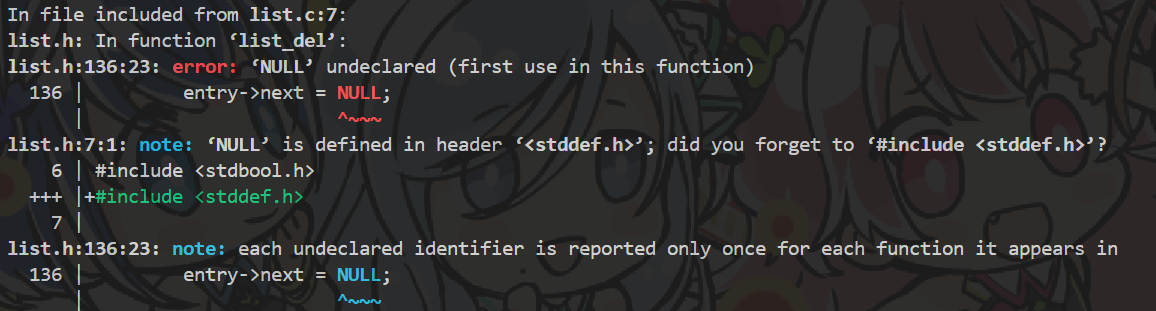 In file included from list.c:7:
list.h: In function ‘list_del’:
list.h:136:23: error: ‘NULL’ undeclared (first use in this function)
  136 |         entry->next = NULL;
      |                       ^~~~
list.h:7:1: note: ‘NULL’ is defined in header ‘<stddef.h>’; did you forget to ‘#include <stddef.h>’?
    6 | #include <stdbool.h>
  +++ |+#include <stddef.h>
    7 |
list.h:136:23: note: each undeclared identifier is reported only once for each function it appears in
  136 |         entry->next = NULL;
      |                       ^~~~